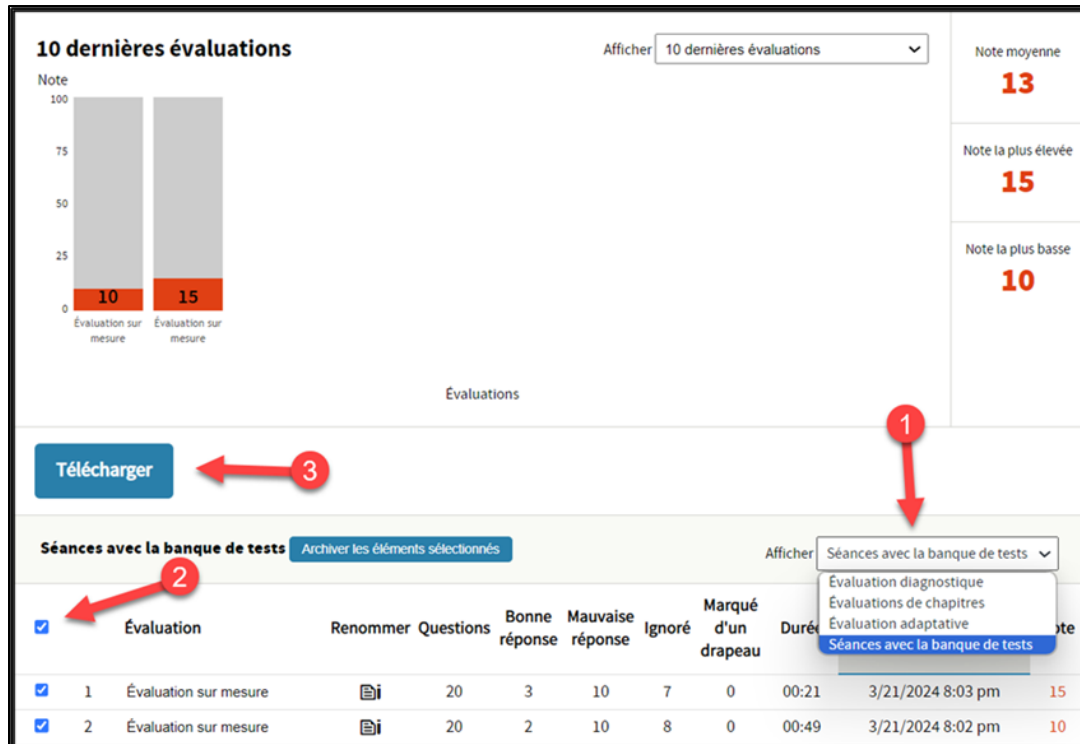 10 dernières évaluations
Afficher 10 dernières évaluations
Note moyenne
13
Note
100
75
50
25
0
10 15
Évaluation sur mesure
Évaluation sur mesure
Évaluations
Note la plus élevée
15
Note la plus basse
10
1
Télécharger
3
Séances avec la banque de tests Archiver les éléments sélectionnés
Afficher Séances avec la banque de tests
Évaluation diagnostique
Évaluations de chapitres
Évaluation adaptative
Séances avec la banque de tests
2
Évaluation Renommer Questions Bonne réponse Mauvaise réponse Ignoré Marqué d'un drapeau Durée
1 Évaluation sur mesure 20 3 10 7 0 00:21 3/21/2024 8:03 pm 15
2 Évaluation sur mesure 20 2 10 8 0 00:49 3/21/2024 8:02 pm 10